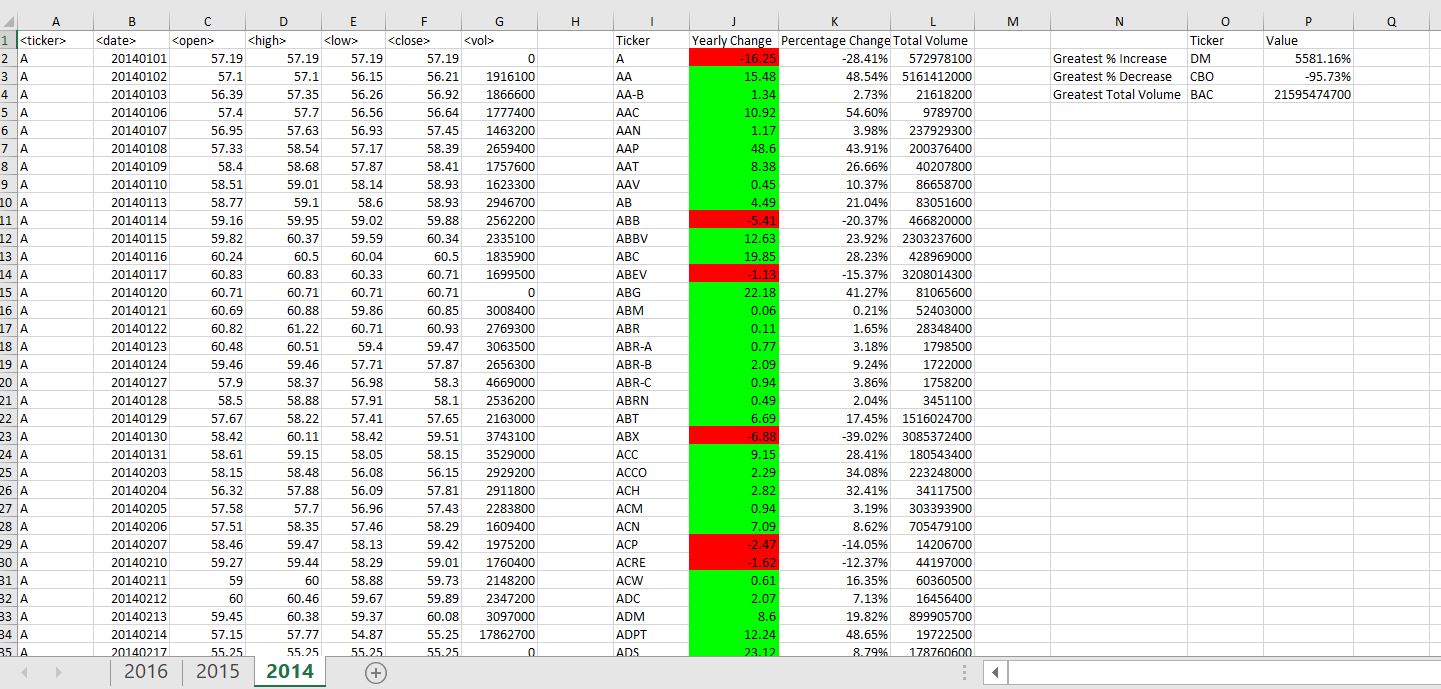 A B C D E F G H I J K L M N O P Q
1 <ticker> <date> <open> <high> <low> <close> <vol> Ticker Yearly Change Percentage Change Total Volume Ticker Value
2 A 20140101 57.19 57.19 57.19 57.19 0 A -16.25 -28.41% 572978100 Greatest % Increase DM 5581.16%
3 A 20140102 57.1 57.1 56.15 56.21 1916100 AA 15.48 48.54% 5161412000 Greatest % Decrease CBO -95.73%
4 A 20140103 56.39 57.35 56.26 56.92 1866600 AA-B 1.34 2.73% 21618200 Greatest Total Volume BAC 21595474700
5 A 20140106 57.4 57.7 56.56 56.64 1777400 AAC 10.92 54.60% 9789700
6 A 20140107 56.95 57.63 56.93 57.45 1463200 AAN 1.17 3.98% 237929300
7 A 20140108 57.33 58.54 57.17 58.39 2659400 AAP 48.6 43.91% 200376400
8 A 20140109 58.4 58.68 57.87 58.41 1757600 AAT 8.38 26.66% 40207800
9 A 20140110 58.51 59.01 58.14 58.93 1623300 AAV 0.45 10.37% 86658700
10 A 20140113 58.77 59.1 58.6 58.93 2946700 AB 4.49 21.04% 83051600
11 A 20140114 59.16 59.95 59.02 59.88 2562200 ABB -5.41 -20.37% 466820000
12 A 20140115 59.82 60.37 59.59 60.34 2335100 ABBV 12.63 23.92% 2303237600
13 A 20140116 60.24 60.5 60.04 60.5 1835900 ABC 19.85 28.23% 428969000
14 A 20140117 60.83 60.83 60.33 60.71 1699500 ABEV -1.13 -15.37% 3208014300
15 A 20140120 60.71 60.71 60.71 60.71 0 ABG 22.18 41.27% 81065600
16 A 20140121 60.69 60.88 59.86 60.85 3008400 ABM 0.06 0.21% 52403000
17 A 20140122 60.82 61.22 60.71 60.93 2769300 ABR 0.11 1.65% 28348400
18 A 20140123 60.48 60.51 59.4 59.47 3063500 ABR-A 0.77 3.18% 1798500
19 A 20140124 59.46 59.46 57.71 57.87 2656300 ABR-B 2.09 9.24% 1722000
20 A 20140127 57.9 58.37 56.98 58.3 4669000 ABR-C 0.94 3.86% 1758200
21 A 20140128 58.5 58.88 57.91 58.1 2536200 ABRN 0.49 2.04% 3451100
22 A 20140129 57.67 58.22 57.41 57.65 2163000 ABT 6.69 17.45% 1516024700
23 A 20140130 58.42 60.11 58.42 59.51 3743100 ABX -6.88 -39.02% 3085372400
24 A 20140131 58.61 59.15 58.05 58.15 3529000 ACC 9.15 28.41% 180543400
25 A 20140203 58.15 58.48 56.08 56.15 2929200 ACCO 2.29 34.08% 223248000
26 A 20140204 56.32 57.88 56.09 57.81 2911800 ACH 2.82 32.41% 34117500
27 A 20140205 57.58 57.7 56.96 57.43 2283800 ACM 0.94 3.19% 303393900
28 A 20140206 57.51 58.35 57.46 58.29 1609400 ACN 7.09 8.62% 705479100
29 A 20140207 58.46 59.47 58.13 59.42 1975200 ACP -2.47 -14.05% 14206700
30 A 20140210 59.27 59.44 58.29 59.01 1760400 ACRE -1.62 -12.37% 44197000
31 A 20140211 59 60 58.88 59.73 2148200 ACW 0.61 16.35% 60360500
32 A 20140212 60 60.46 59.67 59.89 2347200 ADC 2.07 7.13% 16456400
33 A 20140213 59.45 60.38 59.37 60.08 3097000 ADM 8.6 19.82% 899905700
34 A 20140214 57.15 57.77 54.87 55.25 17862700 ADPT 12.24 48.65% 19722500
35 A 20140217 55.25 55.25 55.25 55.25 0 ADS 23.12 8.79% 178760600
2016 2015 2014